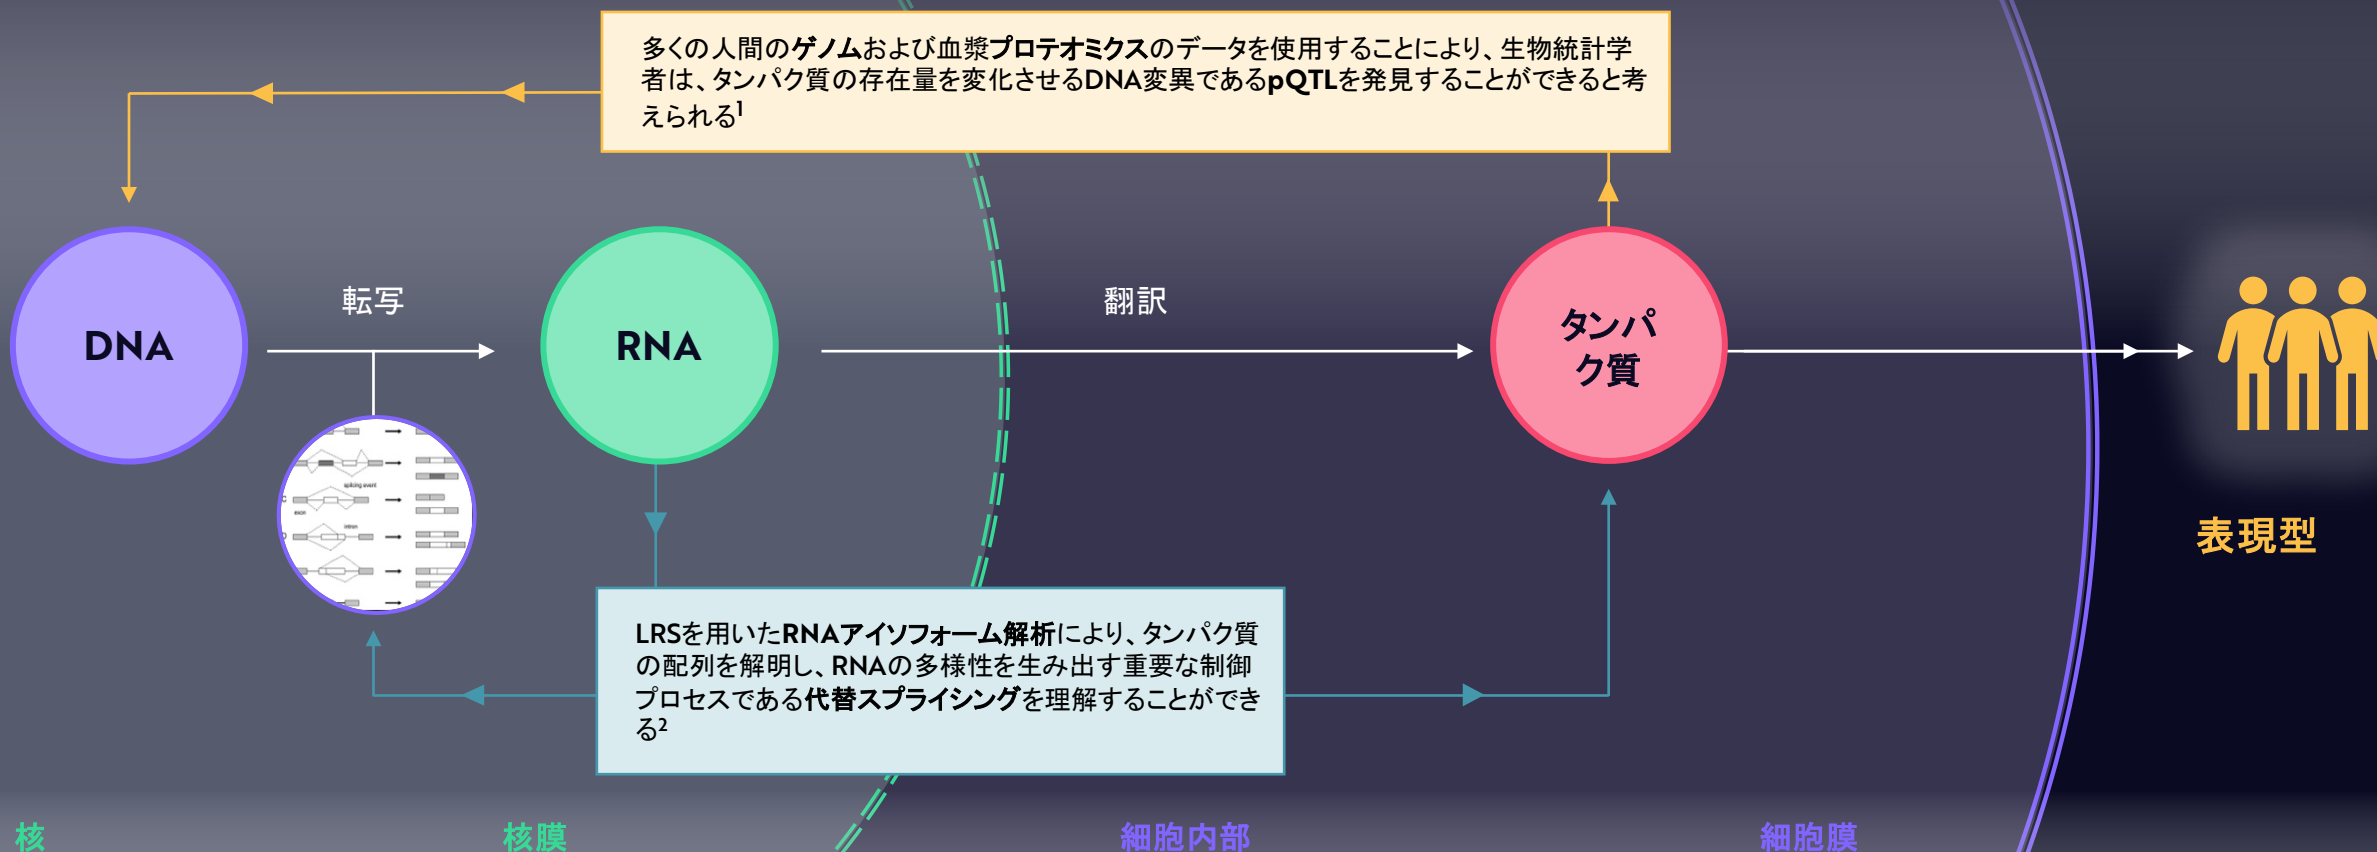 多くの人間のゲノムおよび血漿プロテオミクスのデータを使用することにより、生物統計学
者は、タンパク質の存在量を変化させるDNA変異であるpQTLを発見することができると考
えられる1
転写
翻訳
DNA
RNA
タンパ
ク質
splicing event
exon
intron
表現型
LRSを用いたRNAアイソフォーム解析により、タンパク質
の配列を解明し、RNAの多様性を生み出す重要な制御
プロセスである代替スプライシングを理解することができ
る2
核
核膜
細胞内部
細胞膜